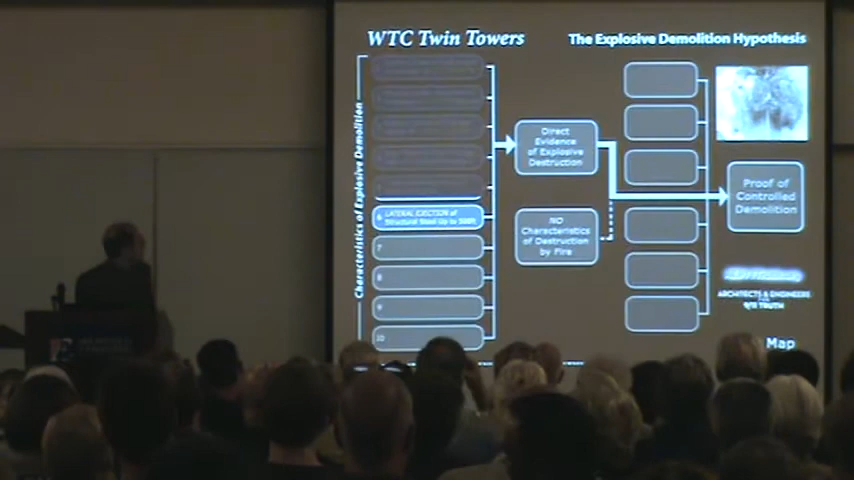 WTC Twin Towers
The Explosive Demolition Hypothesis
Characteristics of Explosive Demolition
6
LATERAL EJECTION of
Structural Steel Up to 500ft
7
8
9
10
Direct
Evidence
of Explosive
Destruction
NO
Characteristics
of Destruction
by Fire
Proof of
Controlled
Demolition
ARCHITECTS & ENGINEERS
9/11 TRUTH
Map